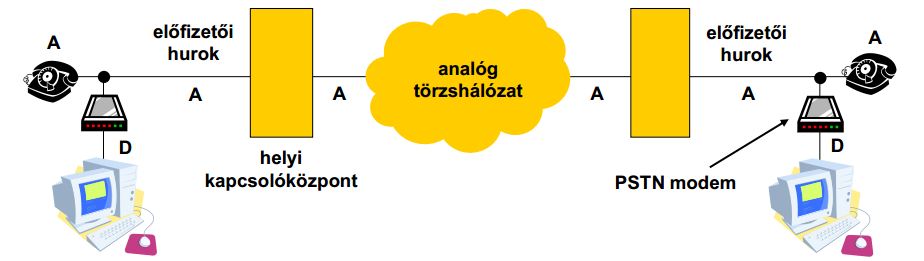 A
előfizetői
hurok
A
A
analóg
törzshálózat
A
előfizetői
hurok
A
A
D
helyi
kapcsolóközpont
PSTN modem
D